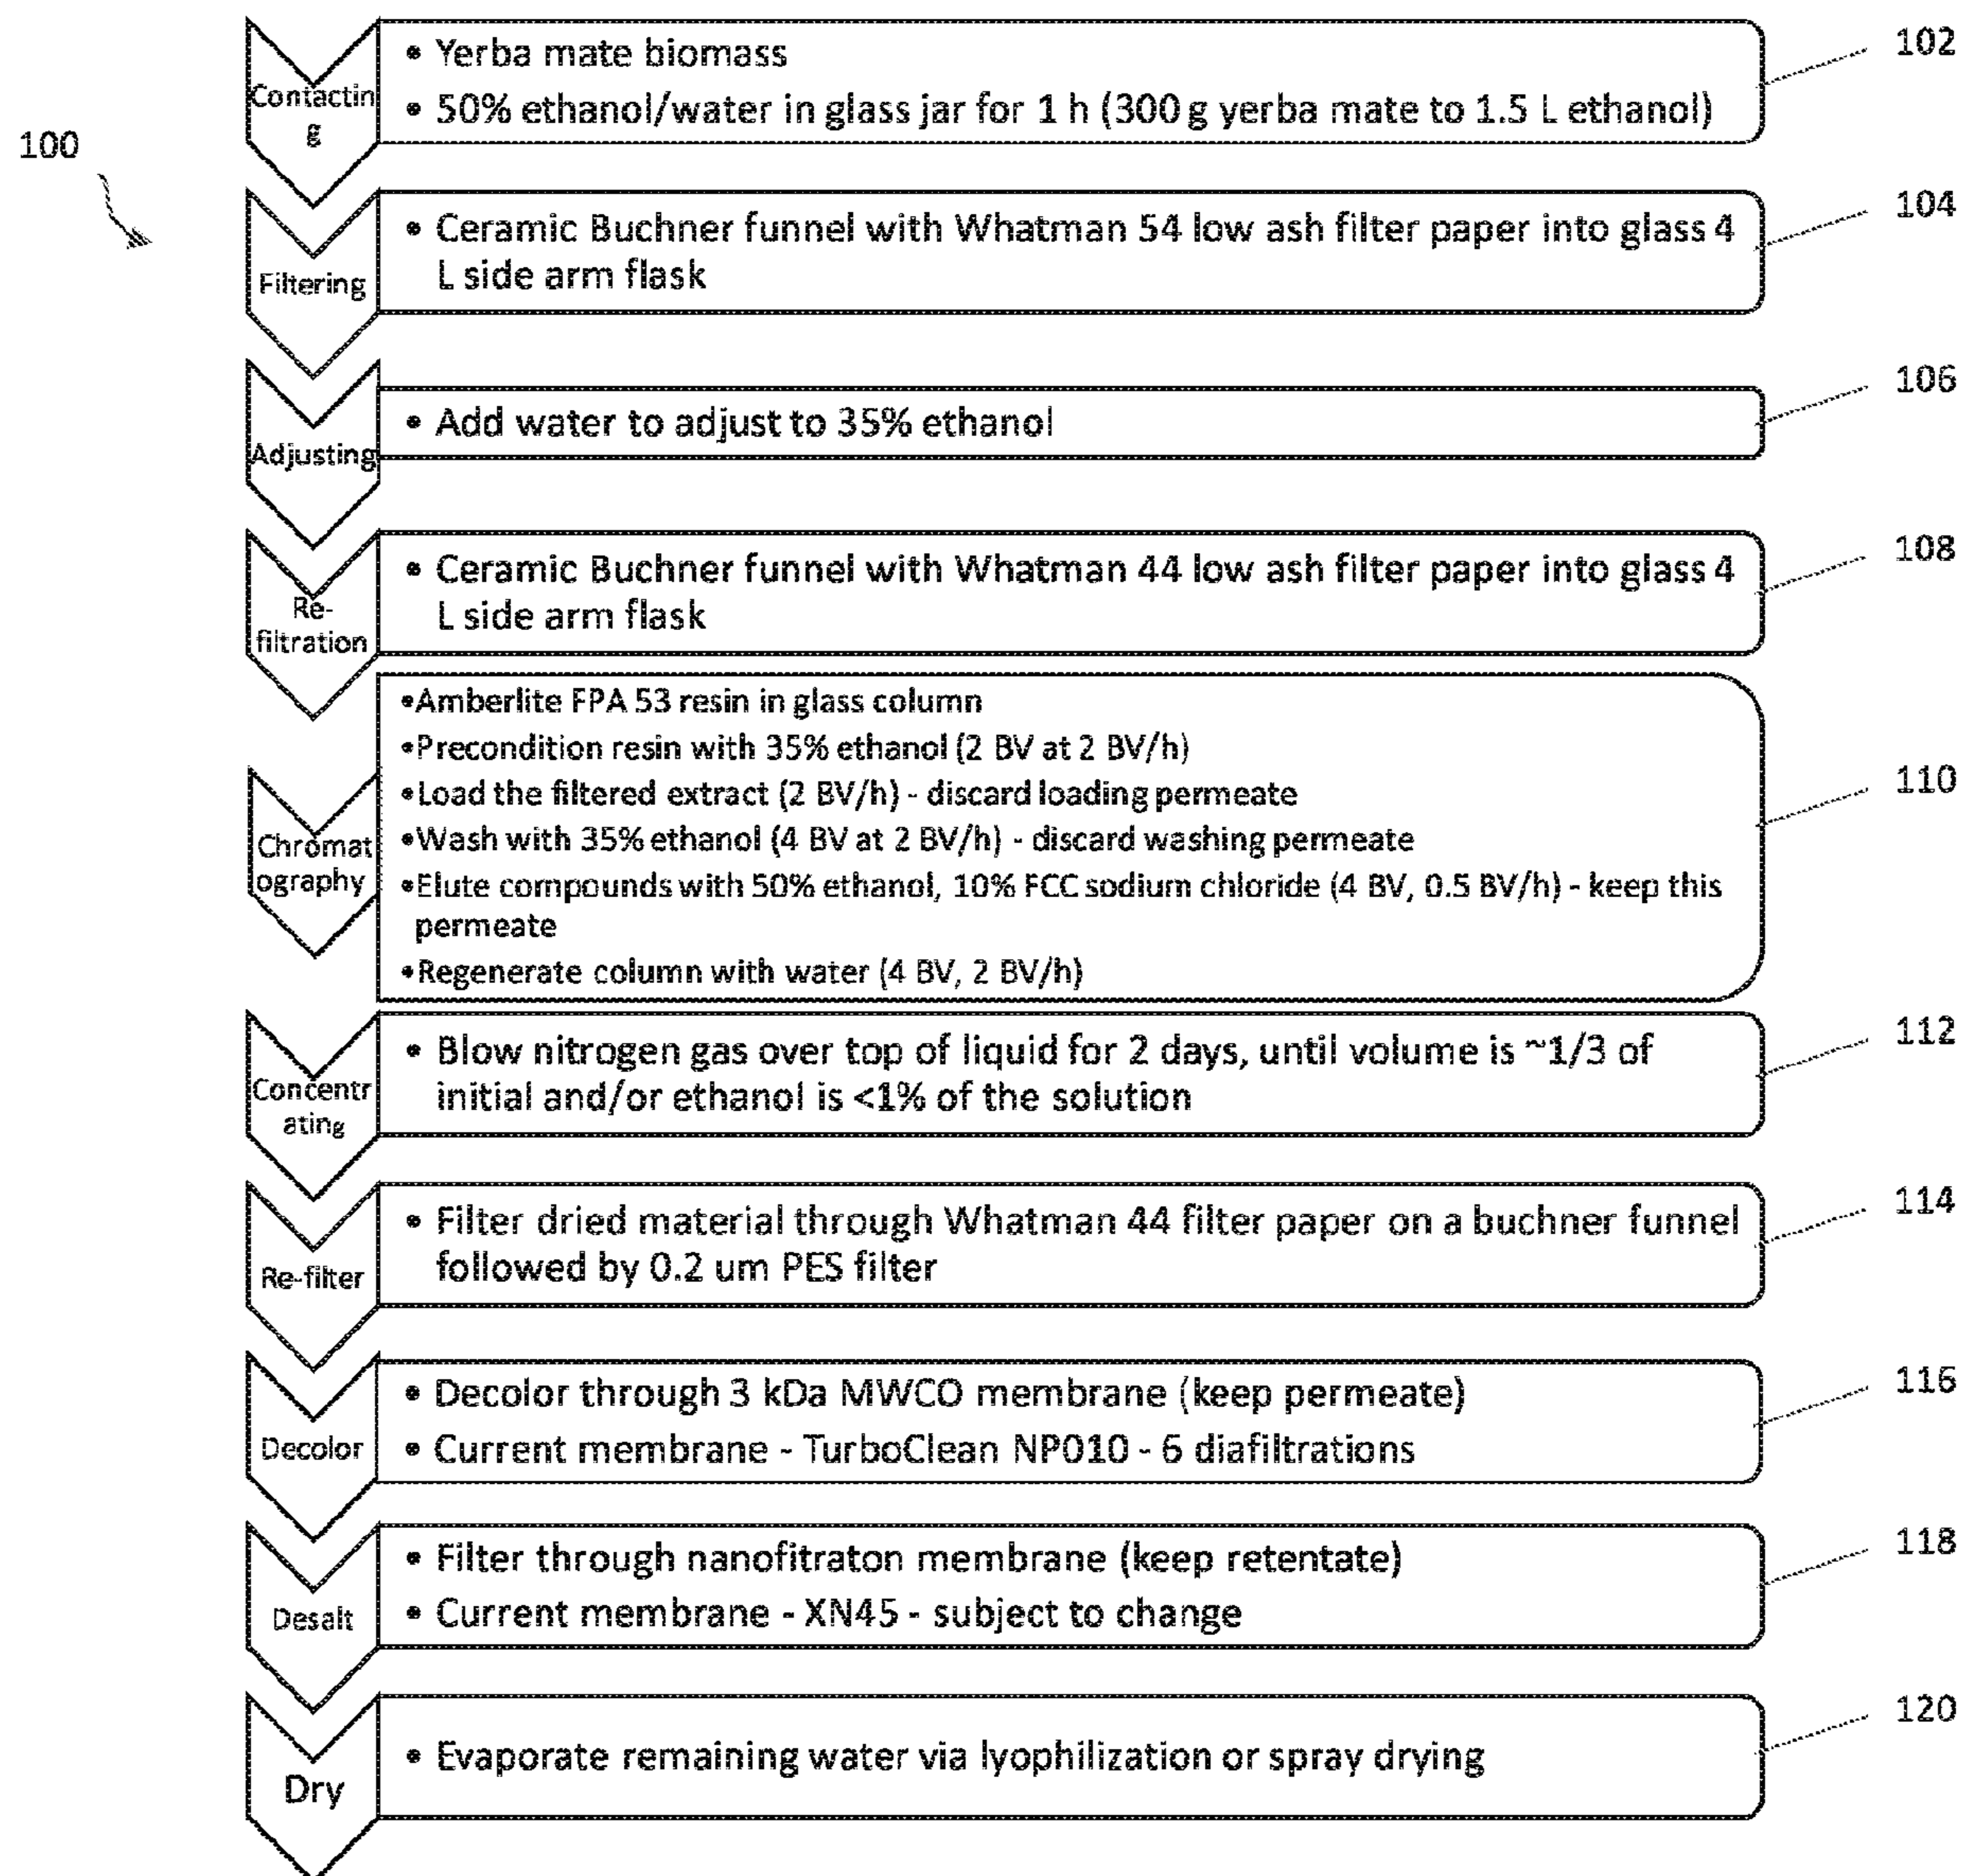 100
Contactin
g
• Yerba mate biomass
• 50% ethanol/water in glass jar for 1 h (300 g yerba mate to 1.5 L ethanol)
102
Filtering
• Ceramic Buchner funnel with Whatman 54 low ash filter paper into glass 4
L side arm flask
104
Adjusting
• Add water to adjust to 35% ethanol
106
Re-
filtration
• Ceramic Buchner funnel with Whatman 44 low ash filter paper into glass 4
L side arm flask
108
Chromat
ography
•Amberlite FPA 53 resin in glass column
•Precondition resin with 35% ethanol (2 BV at 2 BV/h)
•Load the filtered extract (2 BV/h) - discard loading permeate
•Wash with 35% ethanol (4 BV at 2 BV/h) - discard washing permeate
•Elute compounds with 50% ethanol, 10% FCC sodium chloride (4 BV, 0.5 BV/h) - keep this
permeate
•Regenerate column with water (4 BV, 2 BV/h)
110
Concentr
ating
• Blow nitrogen gas over top of liquid for 2 days, until volume is ~1/3 of
initial and/or ethanol is <1% of the solution
112
Re-filter
• Filter dried material through Whatman 44 filter paper on a buchner funnel
followed by 0.2 um PES filter
114
Decolor
• Decolor through 3 kDa MWCO membrane (keep permeate)
• Current membrane - TurboClean NP010 - 6 diafiltrations
116
Desalt
• Filter through nanofitraton membrane (keep retentate)
• Current membrane - XN45 - subject to change
118
Dry
• Evaporate remaining water via lyophilization or spray drying
120